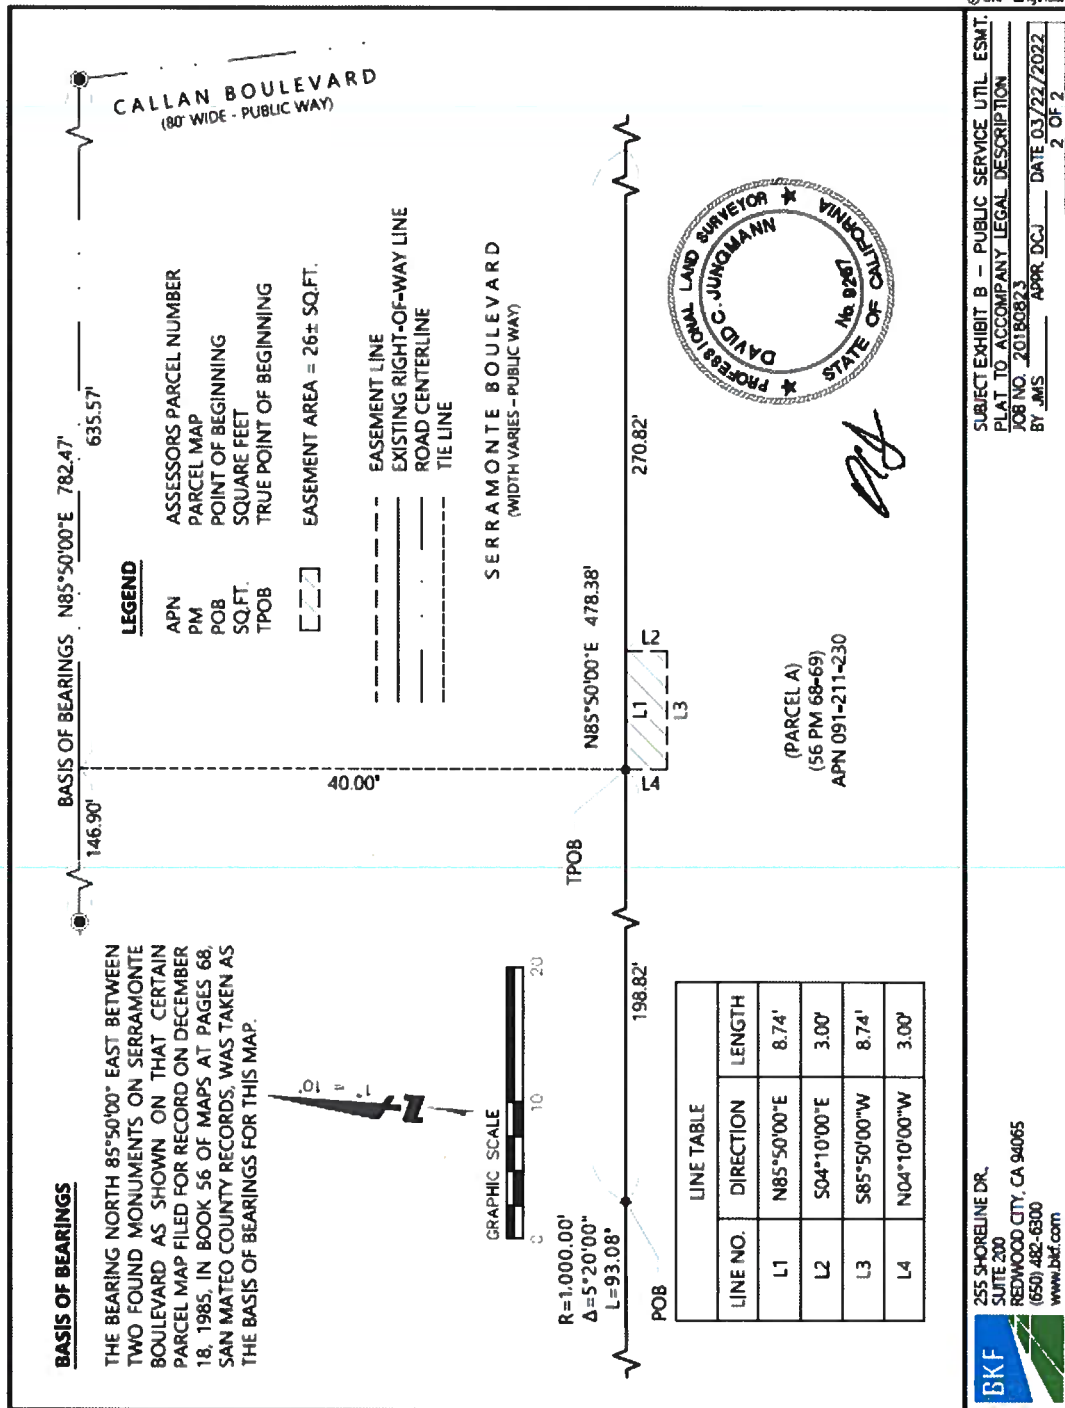 BASIS OF BEARINGS
THE BEARING NORTH 85°50'00" EAST BETWEEN
TWO FOUND MONUMENTS ON SERRAMONTE
BOULEVARD AS SHOWN ON THAT CERTAIN
PARCEL MAP FILED FOR RECORD ON DECEMBER
18, 1985, IN BOOK 56 OF MAPS AT PAGES 68,
SAN MATEO COUNTY RECORDS, WAS TAKEN AS
THE BASIS OF BEARINGS FOR THIS MAP.
BASIS OF BEARINGS N85°50'00"E 782.47'
146.90'
635.57'
CALLAN BOULEVARD
(80' WIDE - PUBLIC WAY)
LEGEND
APN ASSESSORS PARCEL NUMBER
PM PARCEL MAP
POB POINT OF BEGINNING
SQ.FT. SQUARE FEET
TPOB TRUE POINT OF BEGINNING
EASEMENT AREA = 26± SQ.FT.
EASEMENT LINE
EXISTING RIGHT-OF-WAY LINE
ROAD CENTERLINE
TIE LINE
1" = 10'
GRAPHIC SCALE
0 10 20
40.00'
SERRAMONTE BOULEVARD
(WIDTH VARIES - PUBLIC WAY)
R=1,000.00'
Δ=5°20'00"
L=93.08'
POB
198.82'
TPOB
N85°50'00"E 478.38'
270.82'
L1
L2
L3
L4
(PARCEL A)
(56 PM 68-69)
APN 091-211-230
LINE TABLE
LINE NO. DIRECTION LENGTH
L1 N85°50'00"E 8.74'
L2 S04°10'00"E 3.00'
L3 S85°50'00"W 8.74'
L4 N04°10'00"W 3.00'
PROFESSIONAL LAND SURVEYOR
DAVID C. JUNGMANN
No. 9267
STATE OF CALIFORNIA
BKF
255 SHORELINE DR,
SUITE 200
REDWOOD CITY, CA 94065
(650) 482-6300
www.bkf.com
SUBJECT EXHIBIT B - PUBLIC SERVICE UTIL. ESMT.
PLAT TO ACCOMPANY LEGAL DESCRIPTION
JOB NO. 20180823
BY JMS APPR. DCJ DATE 03/22/2022
2 OF 2